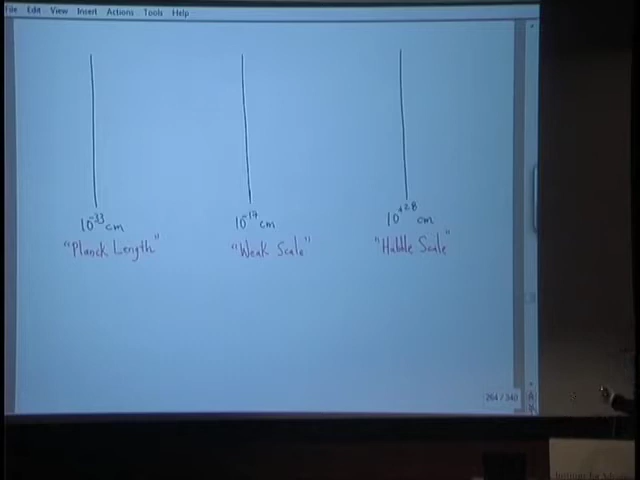 File Edit View Insert Actions Tools Help
10^-33 cm 10^-17 cm 10^+28 cm
"Planck Length" "Weak Scale" "Hubble Scale"
264 / 340